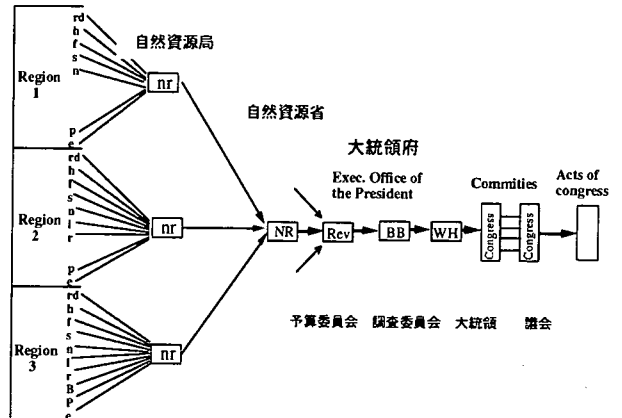 rd
h
f
s
n
Region
1
p
e
自然資源局
nr
rd
h
f
s
n
l
r
Region
2
p
e
nr
rd
h
f
s
n
l
r
B
P
e
Region
3
nr
自然資源省
NR
大統領府
Exec. Office of
the President
Rev
BB
WH
Commities
Congress
Congress
Acts of
congress
予算委員会 調査委員会 大統領 議会